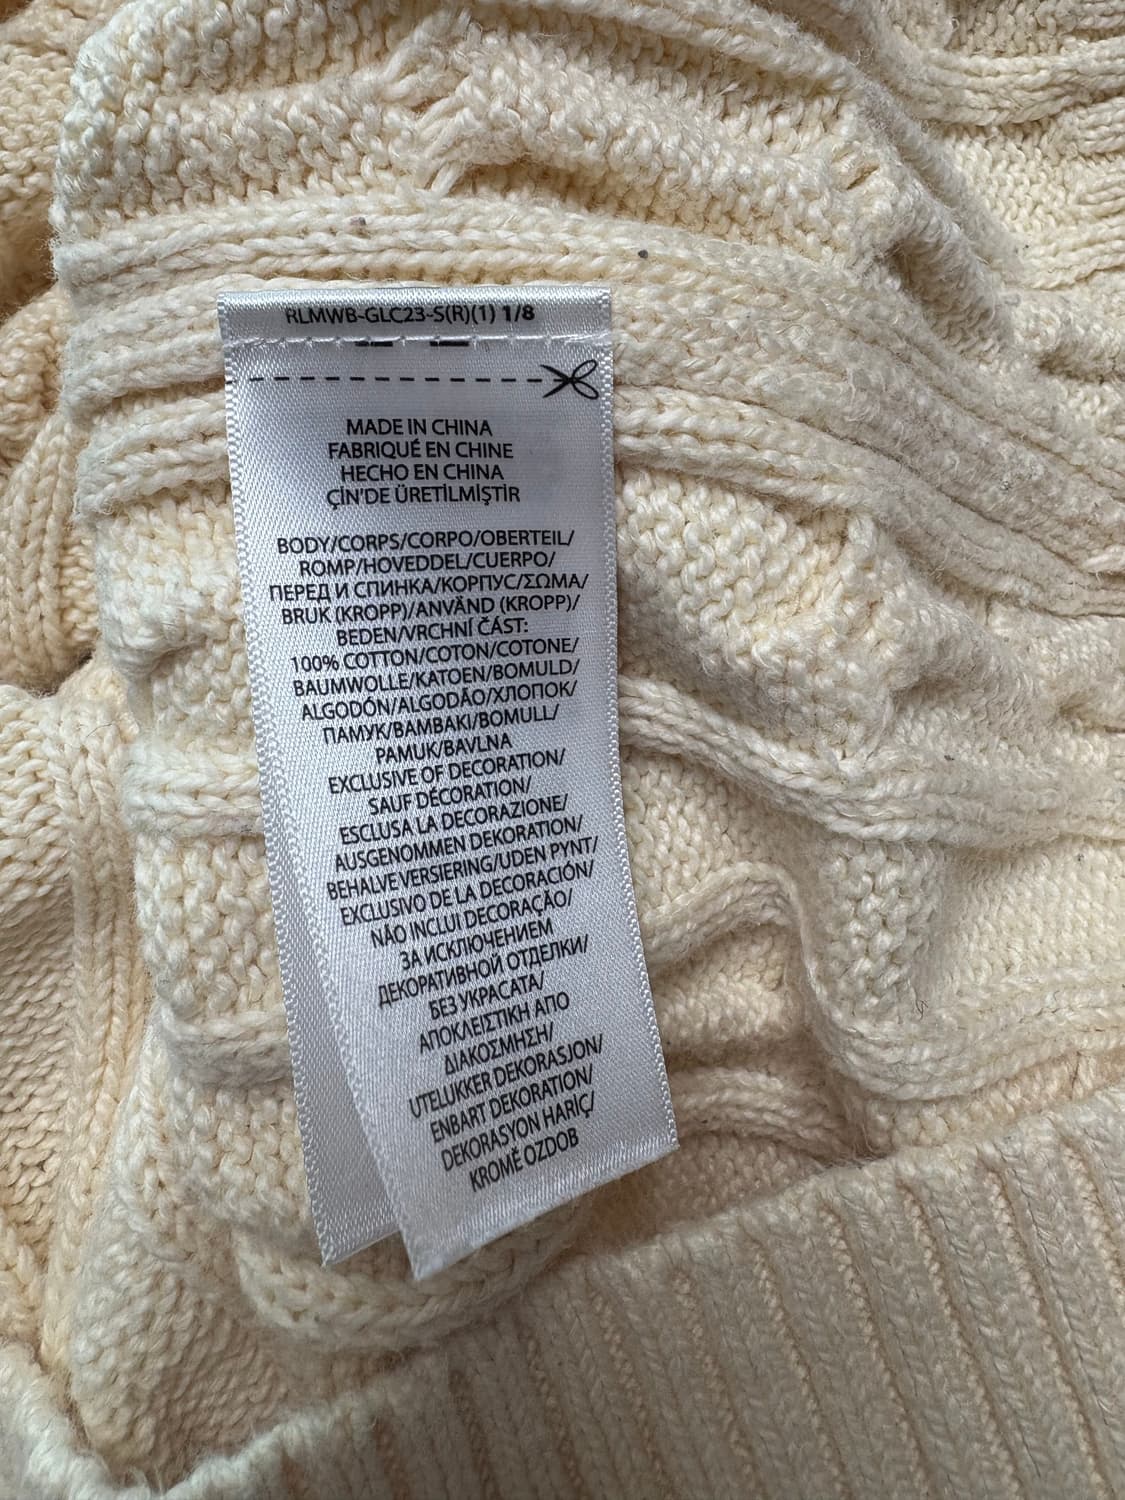 RLMWB-GLC23-S(R)(1) 1/8
MADE IN CHINA
FABRIQUÉ EN CHINE
HECHO EN CHINA
ÇİN'DE ÜRETİLMİŞTİR
BODY/CORPS/CORPO/OBERTEIL/
ROMP/HOVEDDEL/CUERPO/
ПЕРЕД И СПИНКА/КОРПУС/ΣΩΜΑ/
BRUK (KROPP)/ANVÄND (KROPP)/
BEDEN/VRCHNÍ ČÁST:
100% COTTON/COTON/COTONE/
BAUMWOLLE/KATOEN/BOMULD/
ALGODÓN/ALGODÃO/ХЛОПОК/
ПАМУК/ΒΑΜΒΑΚΙ/BOMULL/
PAMUK/BAVLNA
EXCLUSIVE OF DECORATION/
SAUF DÉCORATION/
ESCLUSA LA DECORAZIONE/
AUSGENOMMEN DEKORATION/
BEHALVE VERSIERING/UDEN PYNT/
EXCLUSIVO DE LA DECORACIÓN/
NÃO INCLUI DECORAÇÃO/
ЗА ИСКЛЮЧЕНИЕМ
ДЕКОРАТИВНОЙ ОТДЕЛКИ/
БЕЗ УКРАСАТА/
ΑΠΟΚΛΕΙΣΤΙΚΗ ΑΠΟ
ΔΙΑΚΟΣΜΗΣΗ/
UTELUKKER DEKORASJON/
ENBART DEKORATION/
DEKORASYON HARİÇ/
KROMĚ OZDOB